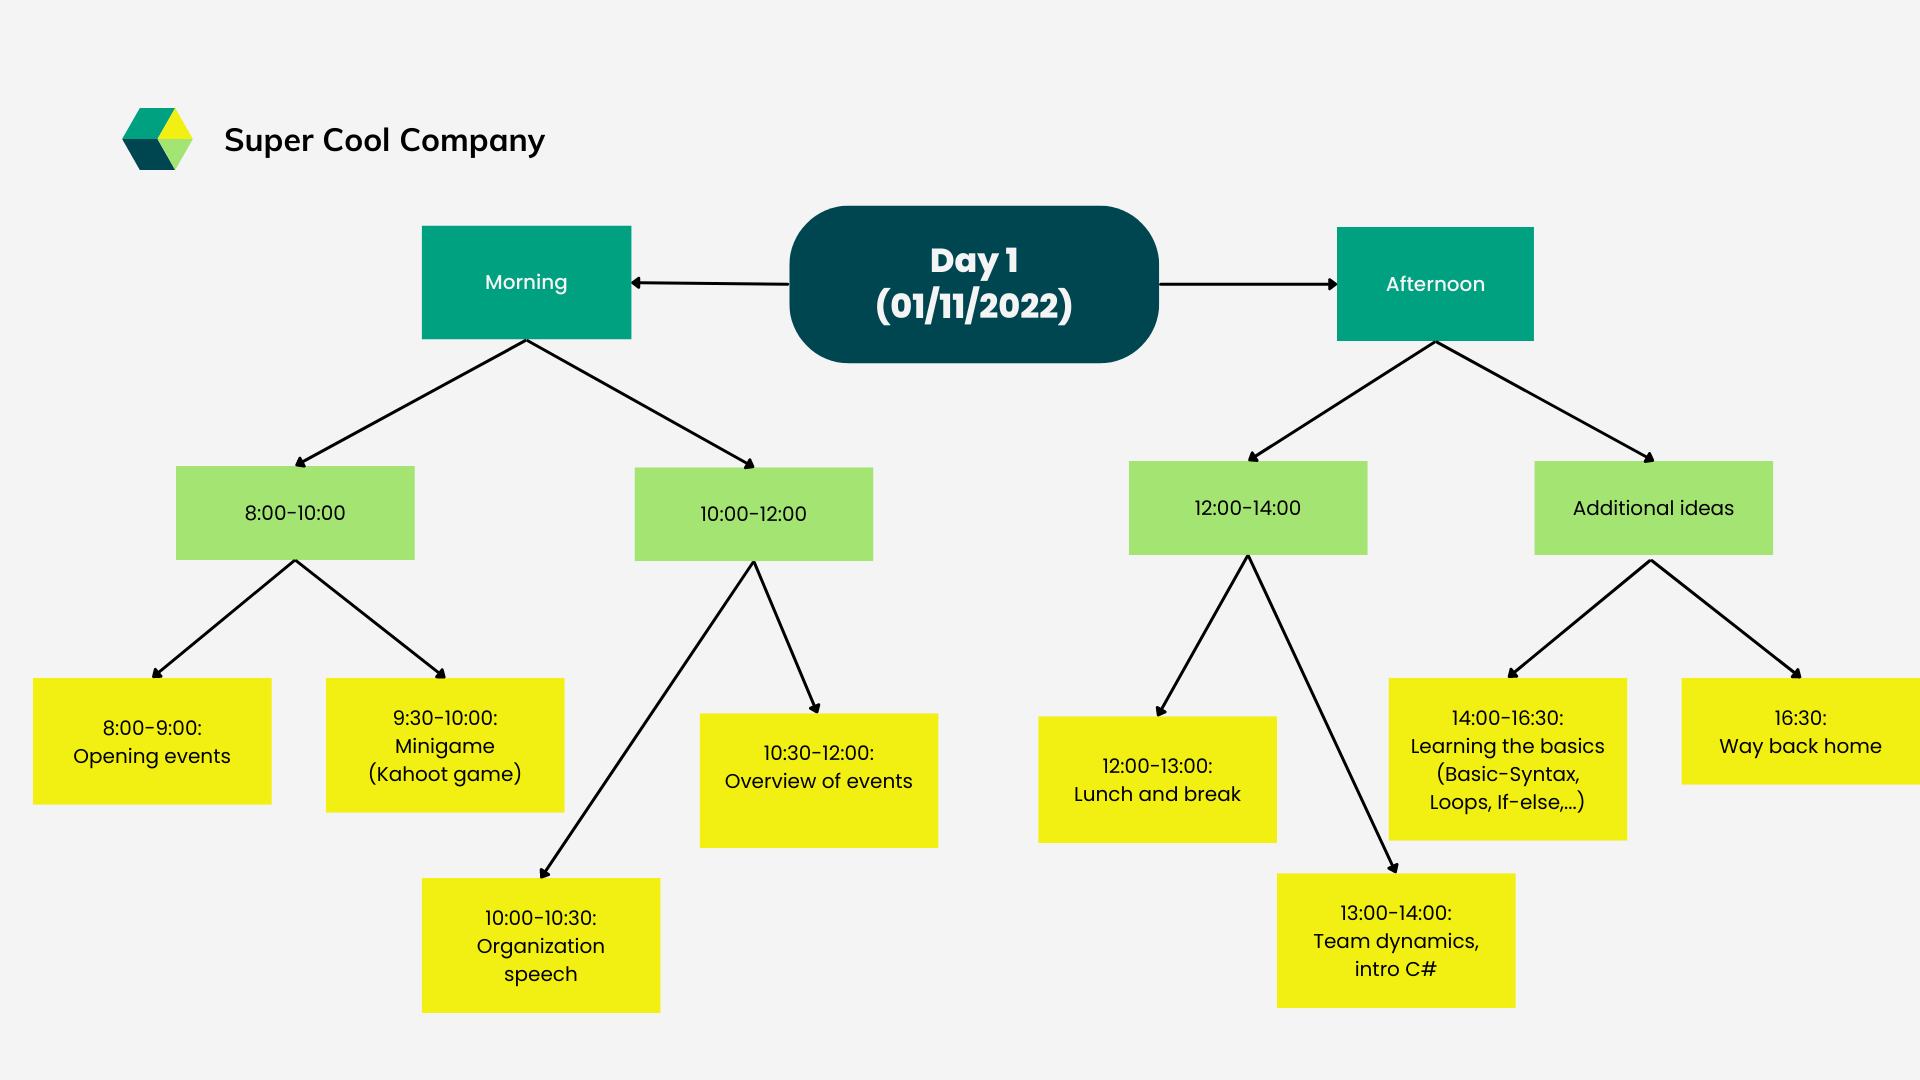 Super Cool Company
Day 1
(01/11/2022)
Morning
Afternoon
8:00-10:00
10:00-12:00
12:00-14:00
Additional ideas
8:00-9:00:
Opening events
9:30-10:00:
Minigame
(Kahoot game)
10:00-10:30:
Organization
speech
10:30-12:00:
Overview of events
12:00-13:00:
Lunch and break
13:00-14:00:
Team dynamics,
intro C#
14:00-16:30:
Learning the basics
(Basic-Syntax,
Loops, If-else,...)
16:30:
Way back home